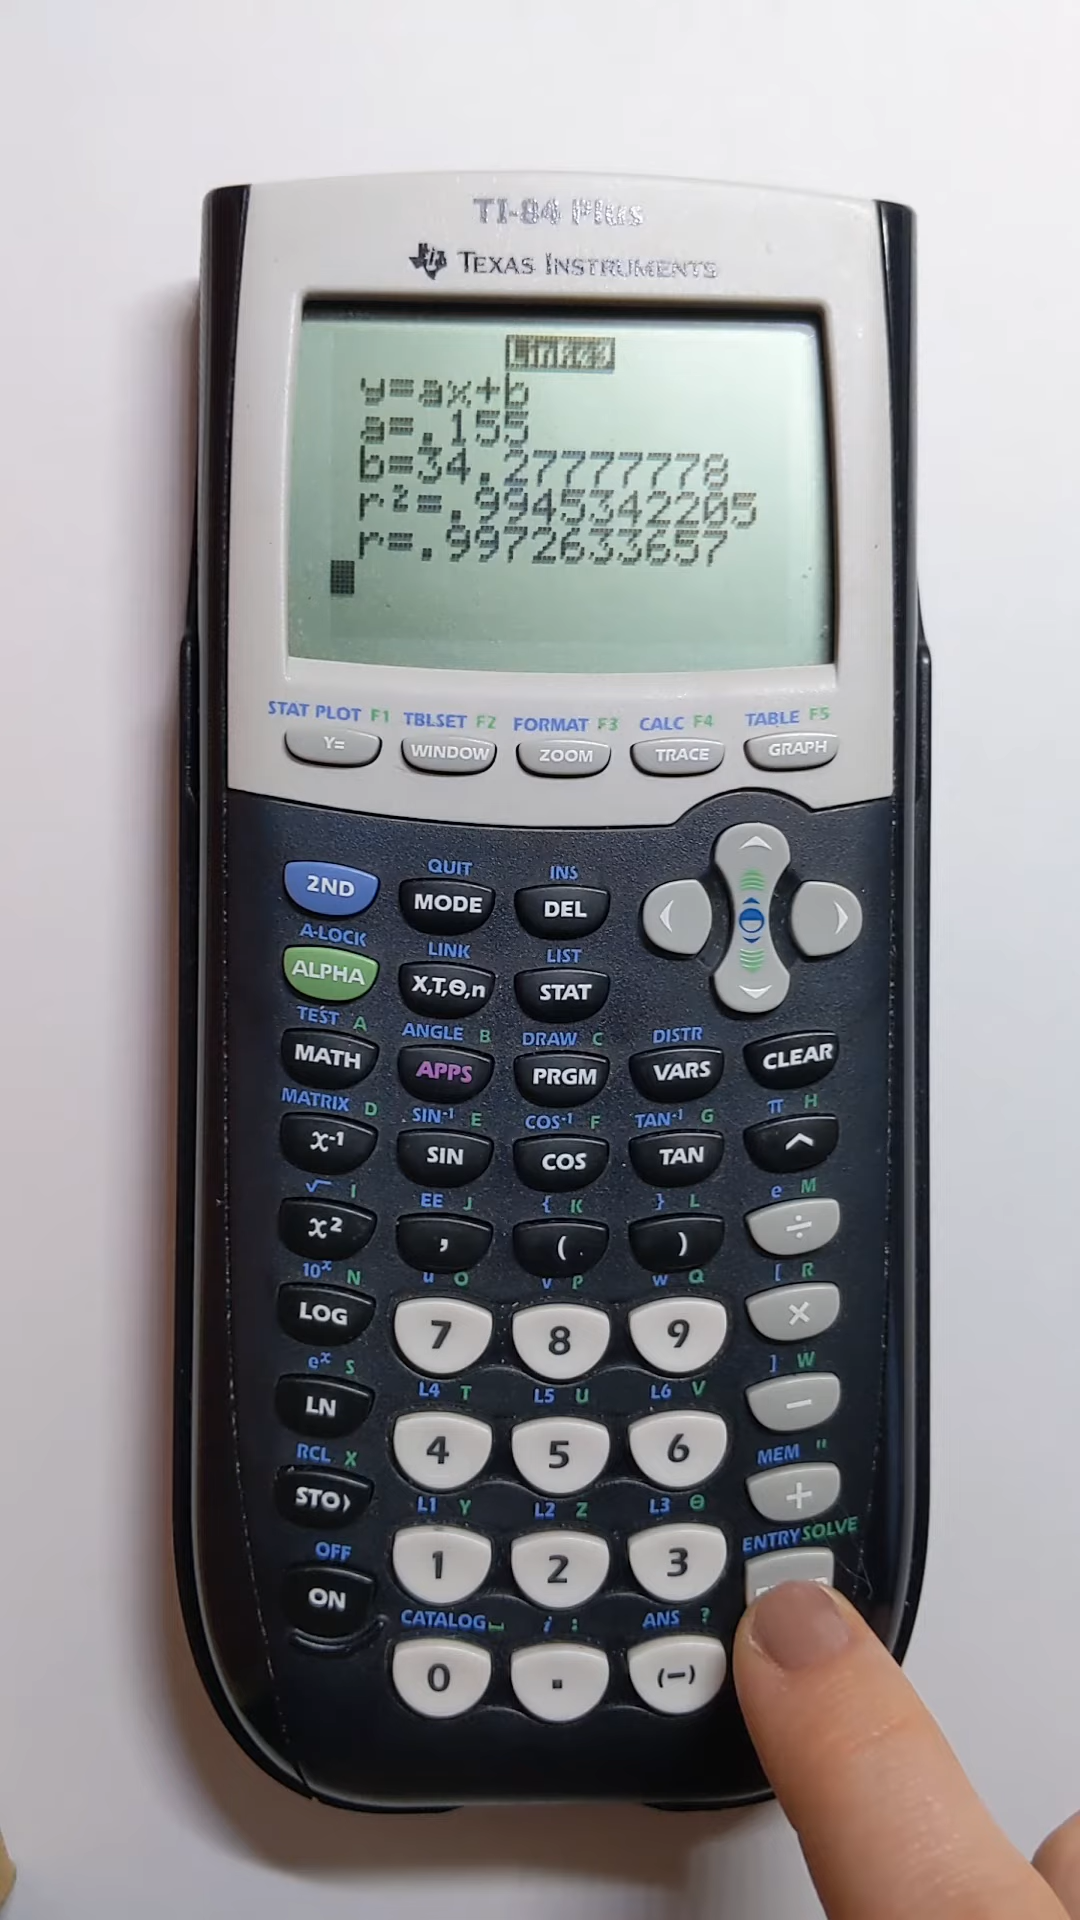 TI-84 Plus
TEXAS INSTRUMENTS
LinReg
y=ax+b
a=.155
b=34.27777778
r²=.9945342205
r=.9972633657
STAT PLOT F1 TBLSET F2 FORMAT F3 CALC F4 TABLE F5
Y= WINDOW ZOOM TRACE GRAPH
QUIT INS
2ND MODE DEL
A-LOCK LINK LIST
ALPHA X,T,Θ,n STAT
TEST A ANGLE B DRAW C DISTR
MATH APPS PRGM VARS CLEAR
MATRIX D SIN⁻¹ E COS⁻¹ F TAN⁻¹ G π H
x⁻¹ SIN COS TAN ^
√ I EE J { K } L e M
x² , ( ) ÷
10ˣ N u O v P w Q [ R
LOG 7 8 9 ×
eˣ S L4 T L5 U L6 V ] W
LN 4 5 6 −
RCL X L1 Y L2 Z L3 Θ MEM "
STO⟩ 1 2 3 +
OFF ENTRY SOLVE
ON
CATALOG ⎵ i : ANS ?
0 . (−)